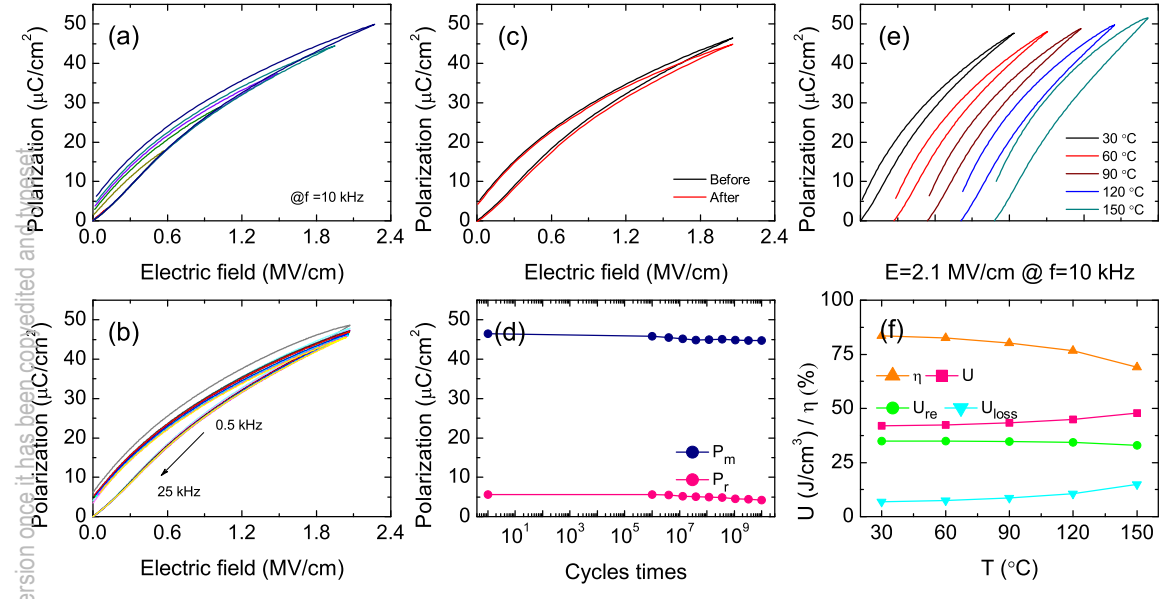 (a)
Polarization (μC/cm²)
50
40
30
20
10
0
@f =10 kHz
0.0 0.6 1.2 1.8 2.4
Electric field (MV/cm)
(c)
Polarization (μC/cm²)
50
40
30
20
10
0
Before
After
0.0 0.6 1.2 1.8 2.4
Electric field (MV/cm)
(e)
Polarization (μC/cm²)
50
40
30
20
10
0
30 °C
60 °C
90 °C
120 °C
150 °C
E=2.1 MV/cm @ f=10 kHz
(b)
Polarization (μC/cm²)
50
40
30
20
10
0
0.5 kHz
25 kHz
0.0 0.6 1.2 1.8 2.4
Electric field (MV/cm)
(d)
Polarization (μC/cm²)
50
40
30
20
10
0
Pm
Pr
10¹ 10³ 10⁵ 10⁷ 10⁹
Cycles times
(f)
U (J/cm³) / η (%)
100
75
50
25
0
η U
Ure Uloss
30 60 90 120 150
T (°C)
ersion once it has been copyedited and typeset.